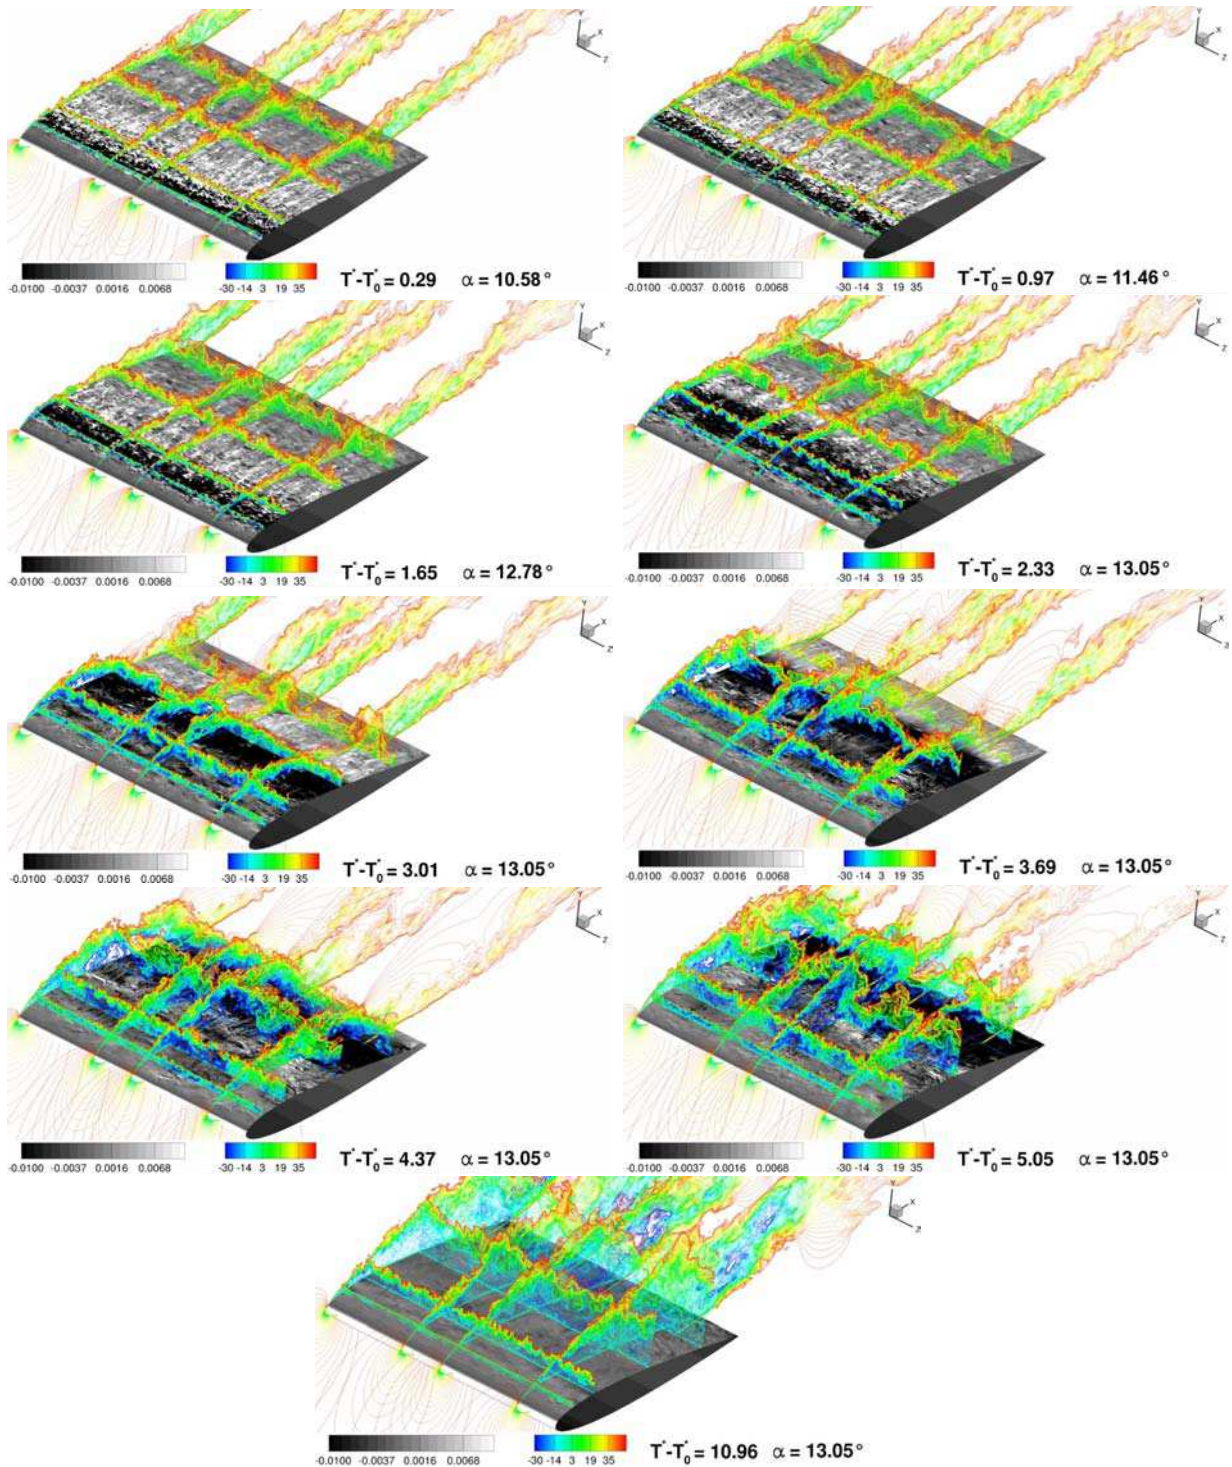 Y
X
Z
Y
X
Z
-0.0100 -0.0037 0.0016 0.0068
-30 -14 3 19 35
T*-T*0 = 0.29 α = 10.58°
-0.0100 -0.0037 0.0016 0.0068
-30 -14 3 19 35
T*-T*0 = 0.97 α = 11.46°
Y
X
Z
Y
X
Z
-0.0100 -0.0037 0.0016 0.0068
-30 -14 3 19 35
T*-T*0 = 1.65 α = 12.78°
-0.0100 -0.0037 0.0016 0.0068
-30 -14 3 19 35
T*-T*0 = 2.33 α = 13.05°
Y
X
Z
Y
X
Z
-0.0100 -0.0037 0.0016 0.0068
-30 -14 3 19 35
T*-T*0 = 3.01 α = 13.05°
-0.0100 -0.0037 0.0016 0.0068
-30 -14 3 19 35
T*-T*0 = 3.69 α = 13.05°
Y
X
Z
Y
X
Z
-0.0100 -0.0037 0.0016 0.0068
-30 -14 3 19 35
T*-T*0 = 4.37 α = 13.05°
-0.0100 -0.0037 0.0016 0.0068
-30 -14 3 19 35
T*-T*0 = 5.05 α = 13.05°
Y
X
Z
-0.0100 -0.0037 0.0016 0.0068
-30 -14 3 19 35
T*-T*0 = 10.96 α = 13.05°